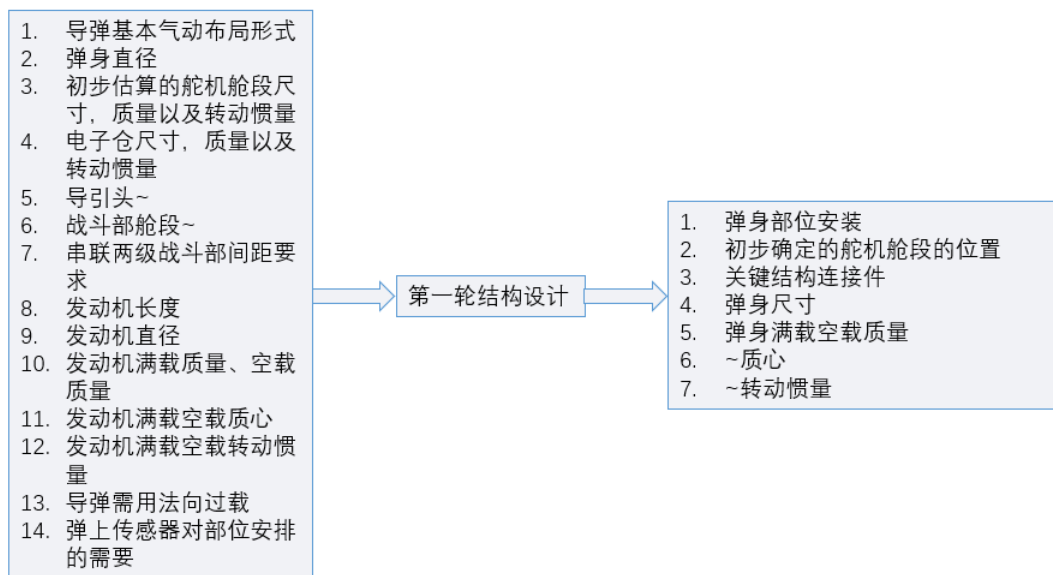 1. 导弹基本气动布局形式
2. 弹身直径
3. 初步估算的舵机舱段尺
寸，质量以及转动惯量
4. 电子仓尺寸，质量以及
转动惯量
5. 导引头~
6. 战斗部舱段~
7. 串联两级战斗部间距要
求
8. 发动机长度
9. 发动机直径
10. 发动机满载质量、空载
质量
11. 发动机满载空载质心
12. 发动机满载空载转动惯
量
13. 导弹需用法向过载
14. 弹上传感器对部位安排
的需要
第一轮结构设计
1. 弹身部位安装
2. 初步确定的舵机舱段的位置
3. 关键结构连接件
4. 弹身尺寸
5. 弹身满载空载质量
6. ~质心
7. ~转动惯量